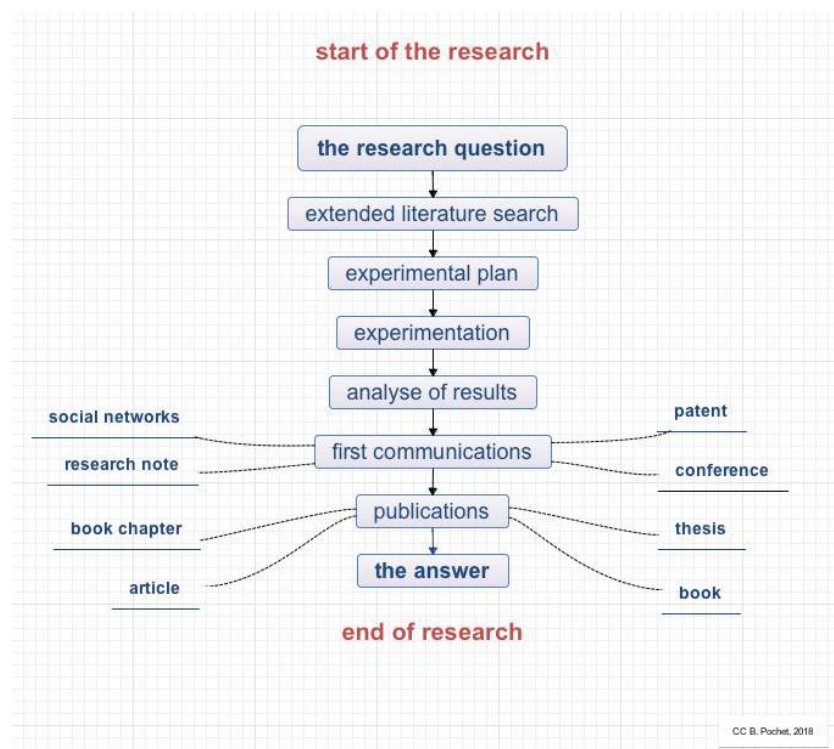 start of the research
the research question
extended literature search
experimental plan
experimentation
analyse of results
social networks
patent
first communications
research note
conference
publications
book chapter
thesis
the answer
article
book
end of research
CC B. Pochet, 2018